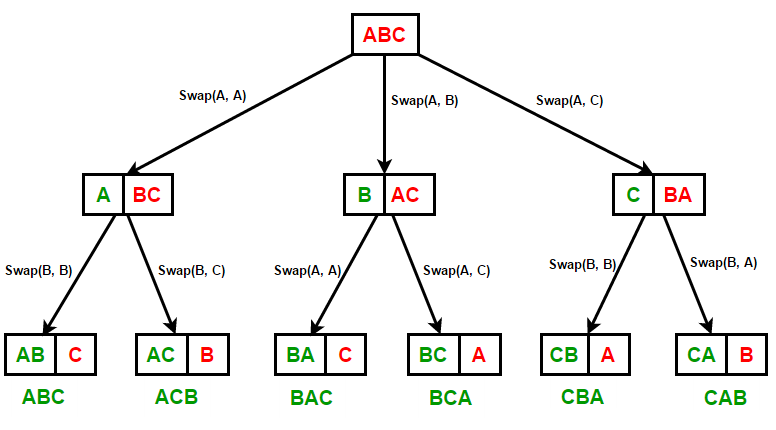 ABC
Swap(A, A)
Swap(A, B)
Swap(A, C)
A BC
B AC
C BA
Swap(B, B)
Swap(B, C)
Swap(A, A)
Swap(A, C)
Swap(B, B)
Swap(B, A)
AB C
AC B
BA C
BC A
CB A
CA B
ABC
ACB
BAC
BCA
CBA
CAB